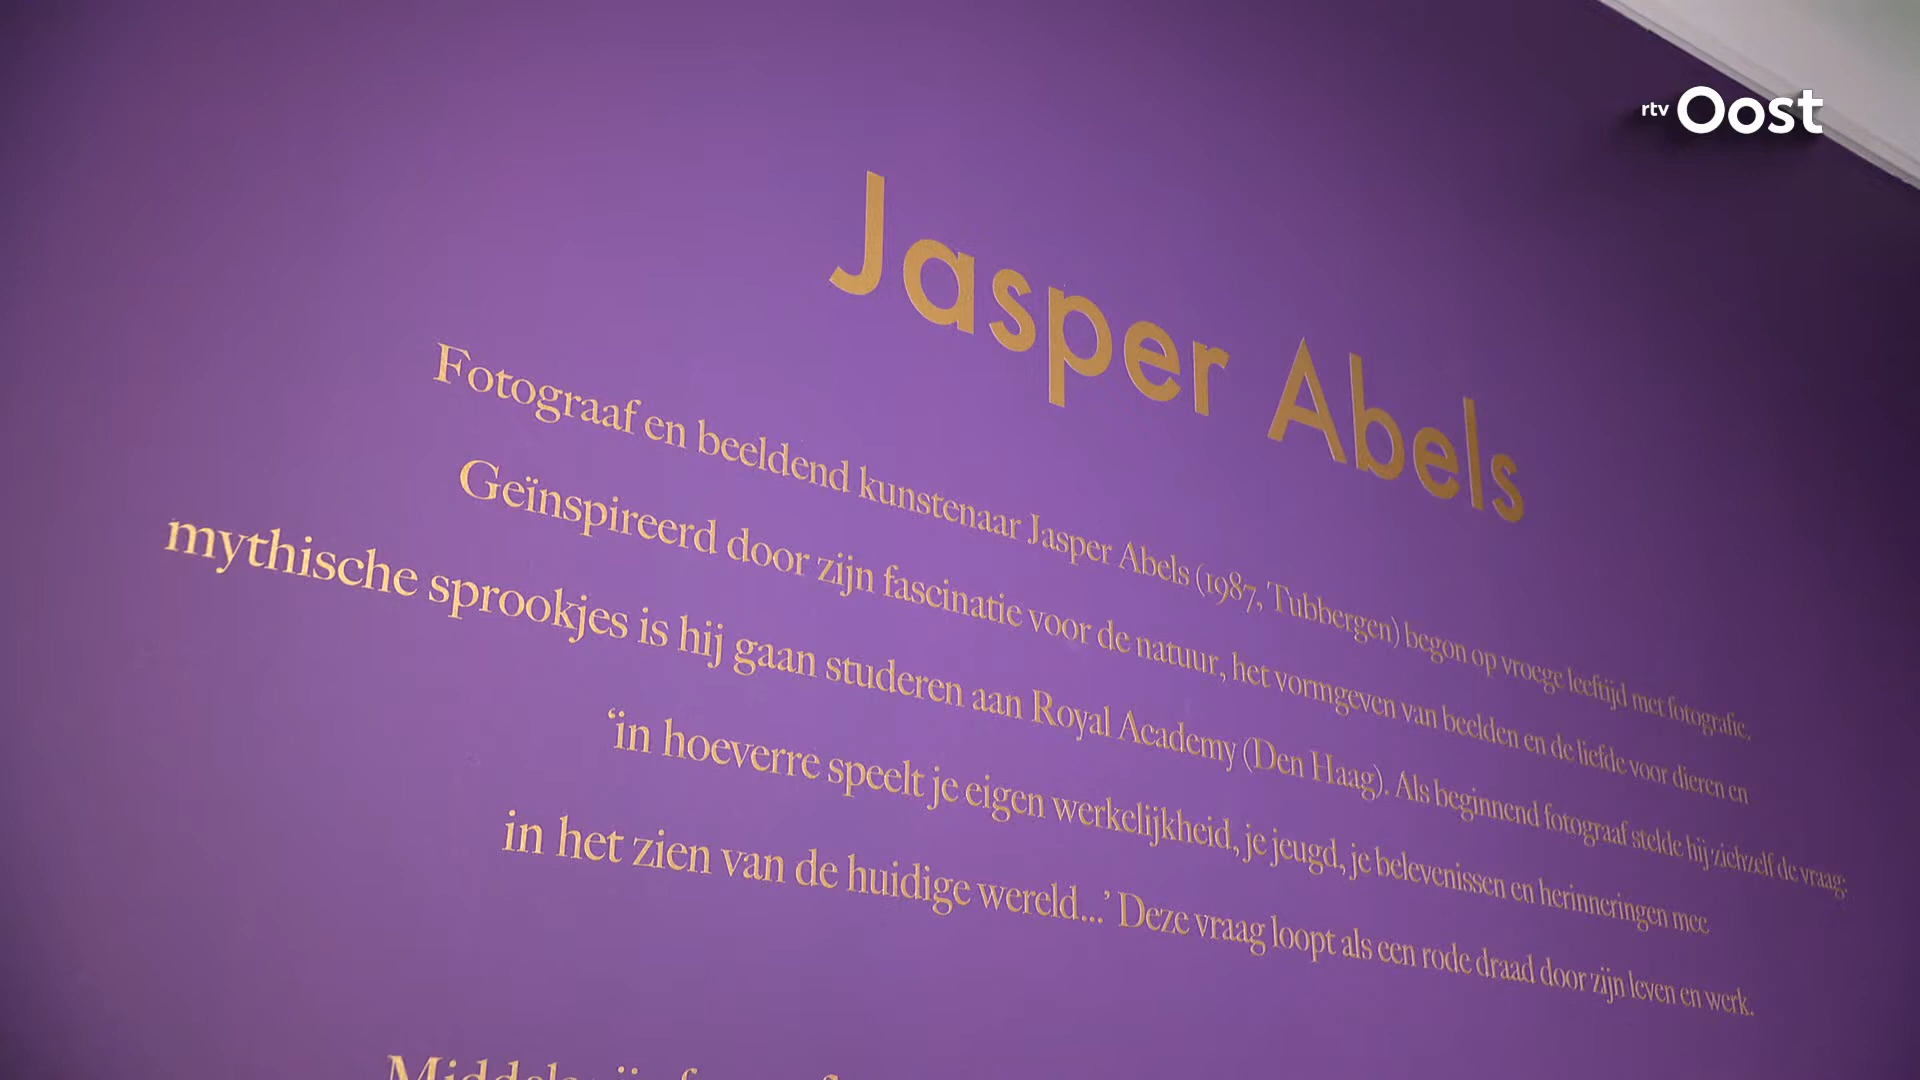 rtv Oost
Jasper Abels
Fotograaf en beeldend kunstenaar Jasper Abels (1987, Tubbergen) begon op vroege leeftijd met fotografie.
Geïnspireerd door zijn fascinatie voor de natuur, het vormgeven van beelden en de liefde voor dieren en
mythische sprookjes is hij gaan studeren aan Royal Academy (Den Haag). Als beginnend fotograaf stelde hij zichzelf de vraag:
‘in hoeverre speelt je eigen werkelijkheid, je jeugd, je belevenissen en herinneringen mee
in het zien van de huidige wereld...’ Deze vraag loopt als een rode draad door zijn leven en werk.